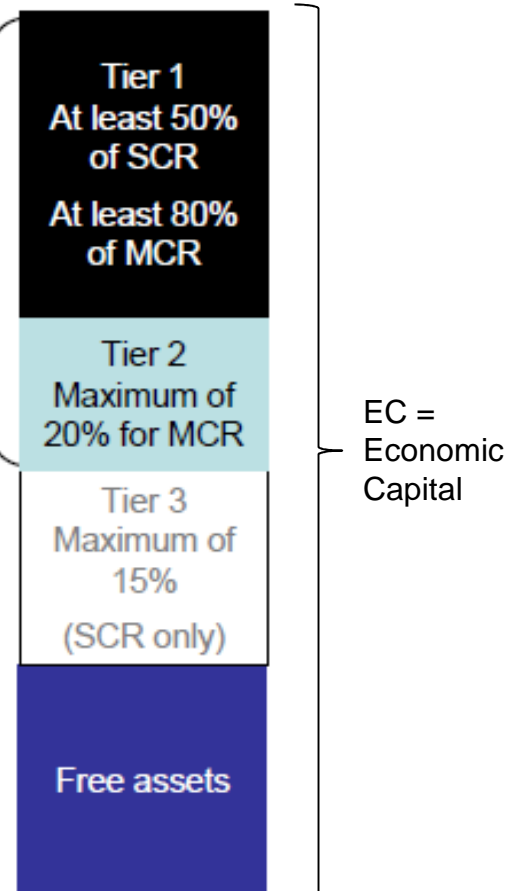 Tier 1
At least 50%
of SCR
At least 80%
of MCR
Tier 2
Maximum of
20% for MCR
Tier 3
Maximum of
15%
(SCR only)
Free assets
EC =
Economic
Capital